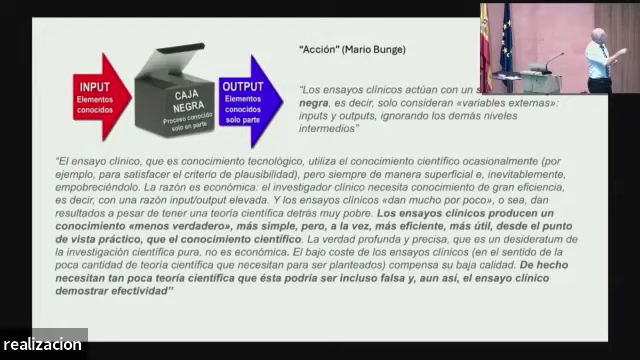 "Acción" (Mario Bunge)
INPUT
Elementos
conocidos
CAJA
NEGRA
Proceso conocido
solo en parte
OUTPUT
Elementos
conocidos
solo parte
"Los ensayos clínicos actúan con un
negra, es decir, solo consideran «variables externas»:
inputs y outputs, ignorando los demás niveles
intermedios"
"El ensayo clínico, que es conocimiento tecnológico, utiliza el conocimiento científico ocasionalmente (por
ejemplo, para satisfacer el criterio de plausibilidad), pero siempre de manera superficial e, inevitablemente,
empobreciéndolo. La razón es económica: el investigador clínico necesita conocimiento de gran eficiencia,
es decir, con una razón input/output elevada. Y los ensayos clínicos «dan mucho por poco», o sea, dan
resultados a pesar de tener una teoría científica detrás muy pobre. Los ensayos clínicos producen un
conocimiento «menos verdadero», más simple, pero, a la vez, más eficiente, más útil, desde el punto de
vista práctico, que el conocimiento científico. La verdad profunda y precisa, que es un desideratum de
la investigación científica pura, no es económica. El bajo coste de los ensayos clínicos (en el sentido de la
poca cantidad de teoría científica que necesitan para ser planteados) compensa su baja calidad. De hecho
necesitan tan poca teoría científica que ésta podría ser incluso falsa y, aun así, el ensayo clínico
demostrar efectividad"
realizacion